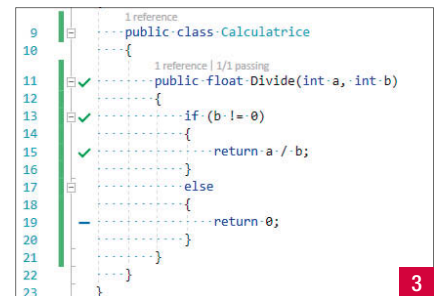 1 reference
9 public class Calculatrice
10 {
1 reference | 1/1 passing
11 public float Divide(int a, int b)
12 {
13 if (b != 0)
14 {
15 return a / b;
16 }
17 else
18 {
19 return 0;
20 }
21 }
22 }
23 }
3